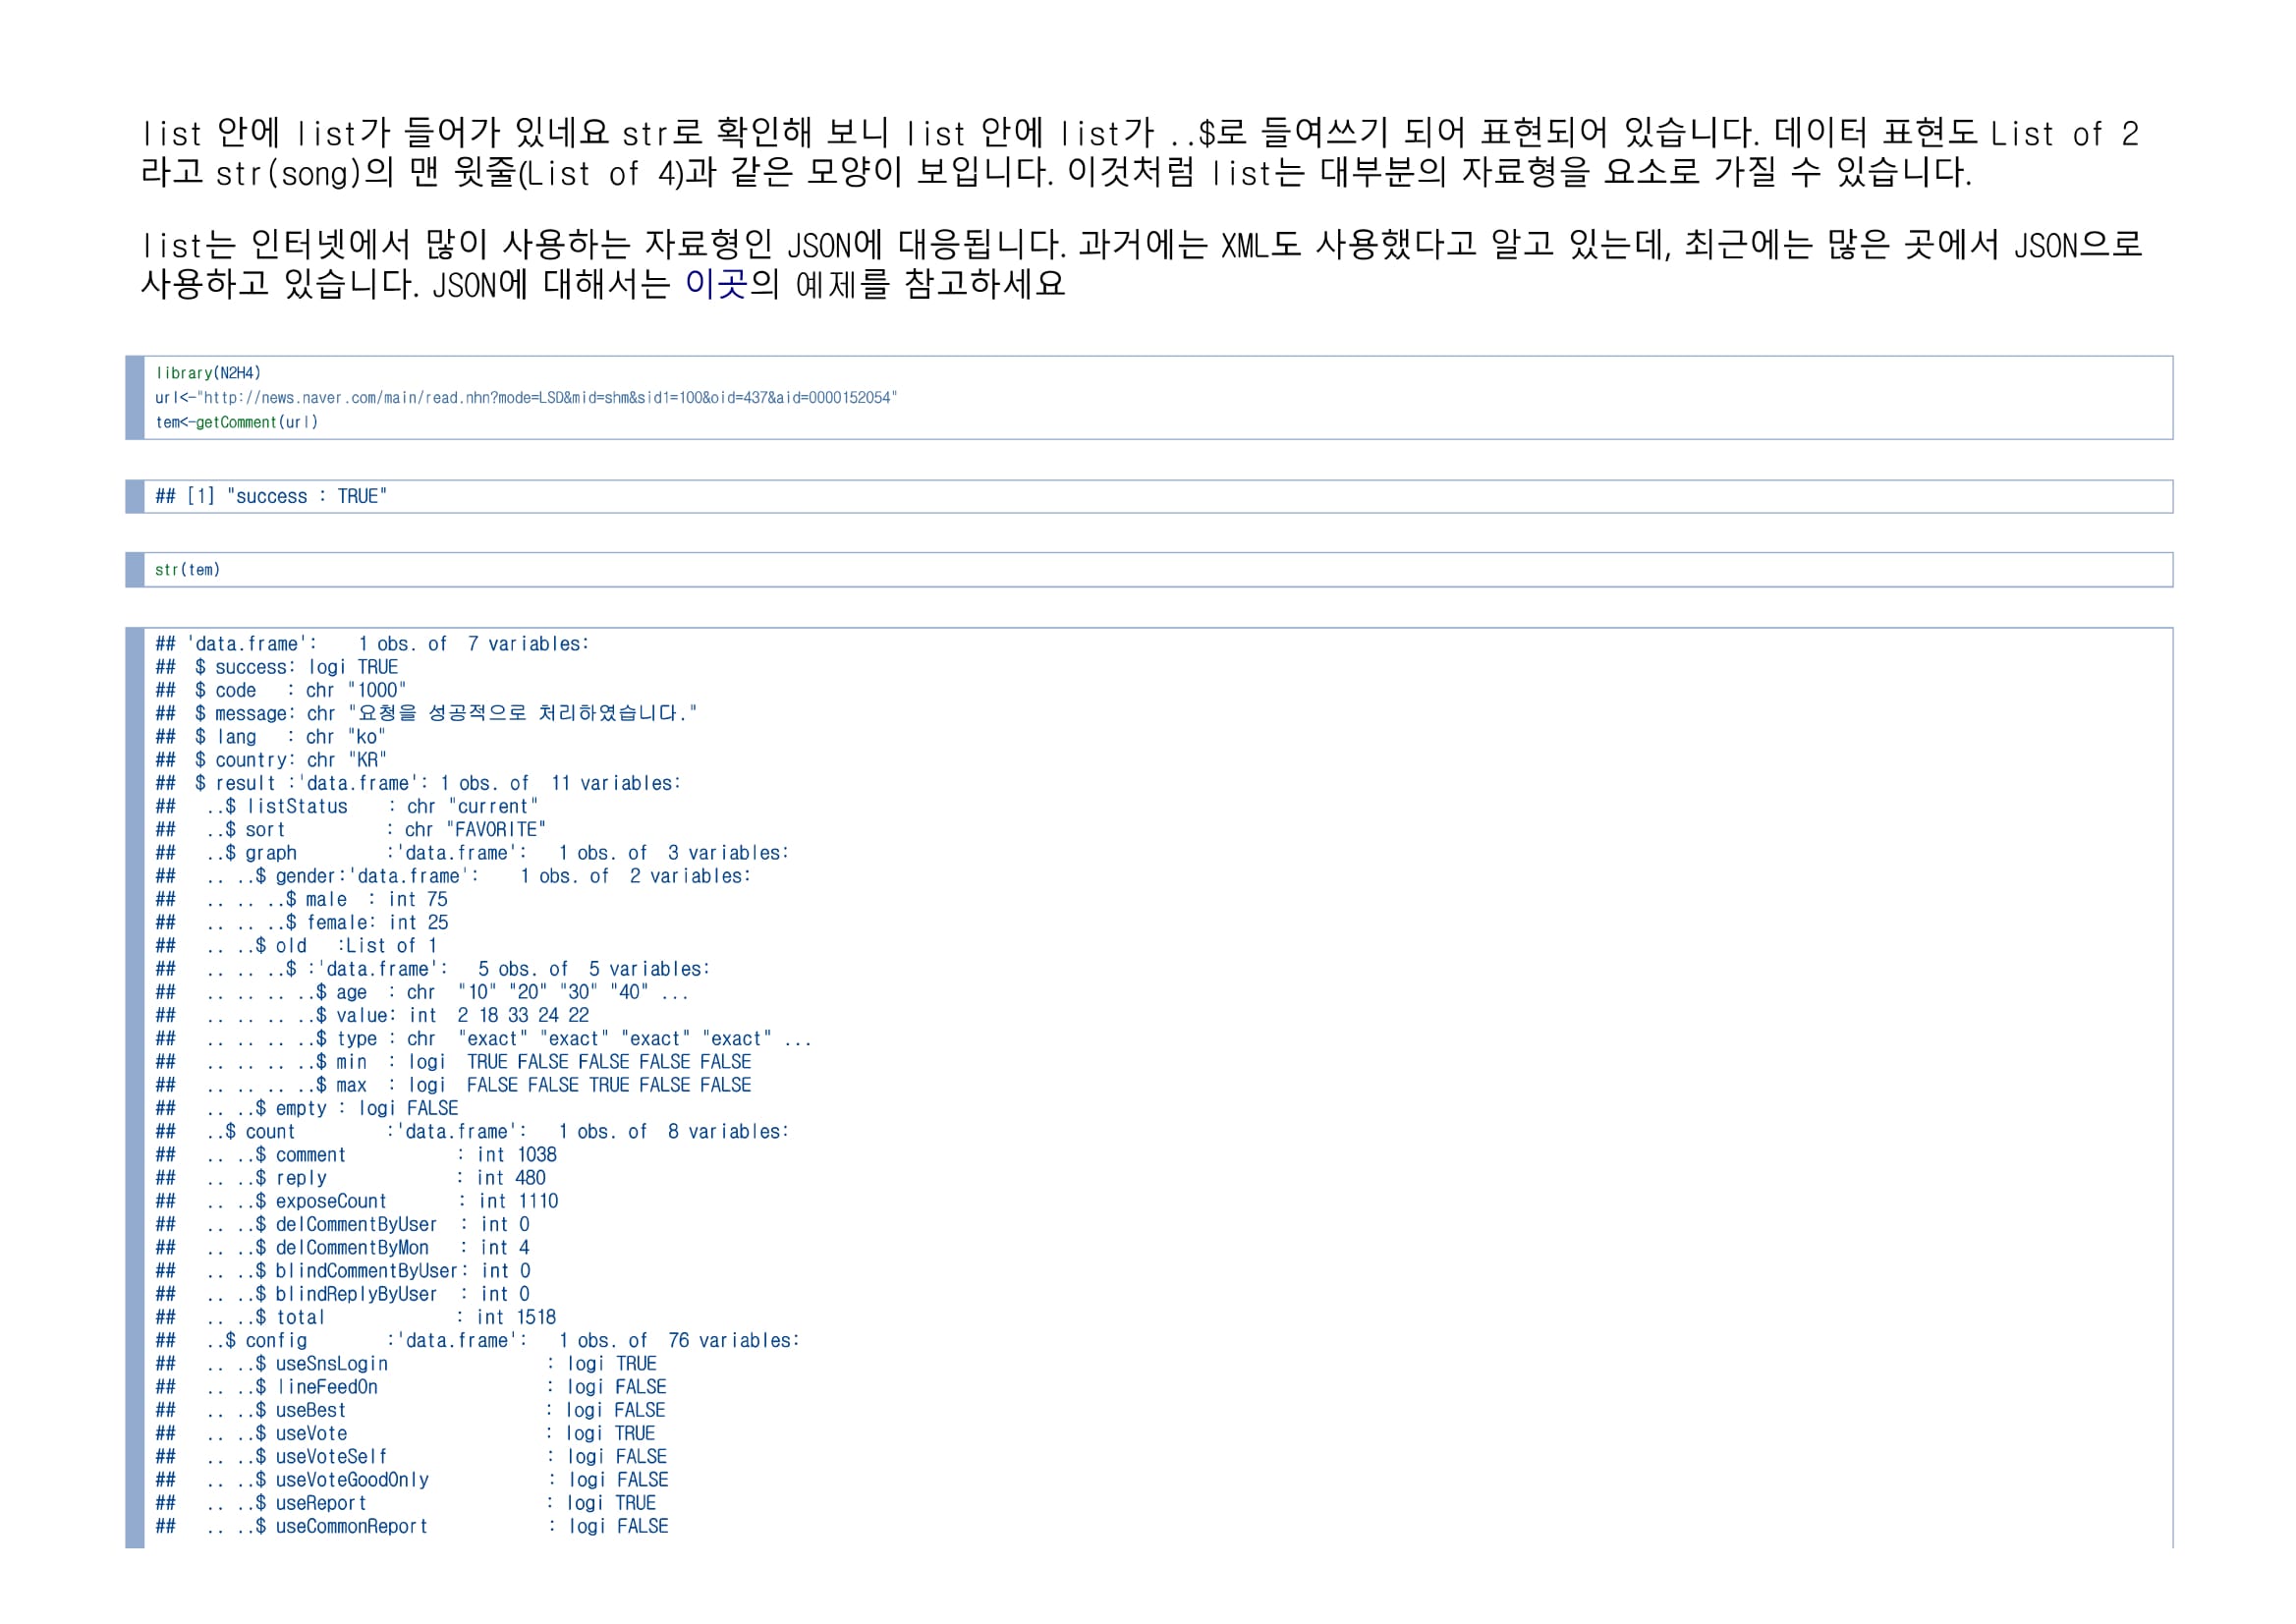 list 안에 list가 들어가 있네요 str로 확인해 보니 list 안에 list가 ..$로 들여쓰기 되어 표현되어 있습니다. 데이터 표현도 List of 2
라고 str(song)의 맨 윗줄(List of 4)과 같은 모양이 보입니다. 이것처럼 list는 대부분의 자료형을 요소로 가질 수 있습니다.
list는 인터넷에서 많이 사용하는 자료형인 JSON에 대응됩니다. 과거에는 XML도 사용했다고 알고 있는데, 최근에는 많은 곳에서 JSON으로
사용하고 있습니다. JSON에 대해서는 이곳의 예제를 참고하세요
library(N2H4)
url<-"http://news.naver.com/main/read.nhn?mode=LSD&mid=shm&sid1=100&oid=437&aid=0000152054"
tem<-getComment(url)
## [1] "success : TRUE"
str(tem)
## 'data.frame':    1 obs. of  7 variables:
##  $ success: logi TRUE
##  $ code   : chr "1000"
##  $ message: chr "요청을 성공적으로 처리하였습니다."
##  $ lang   : chr "ko"
##  $ country: chr "KR"
##  $ result :'data.frame': 1 obs. of  11 variables:
##   ..$ listStatus    : chr "current"
##   ..$ sort          : chr "FAVORITE"
##   ..$ graph         :'data.frame':   1 obs. of  3 variables:
##   .. ..$ gender:'data.frame':    1 obs. of  2 variables:
##   .. .. ..$ male  : int 75
##   .. .. ..$ female: int 25
##   .. ..$ old   :List of 1
##   .. .. ..$ :'data.frame':   5 obs. of  5 variables:
##   .. .. .. ..$ age  : chr  "10" "20" "30" "40" ...
##   .. .. .. ..$ value: int  2 18 33 24 22
##   .. .. .. ..$ type : chr  "exact" "exact" "exact" "exact" ...
##   .. .. .. ..$ min  : logi  TRUE FALSE FALSE FALSE FALSE
##   .. .. .. ..$ max  : logi  FALSE FALSE TRUE FALSE FALSE
##   .. ..$ empty : logi FALSE
##   ..$ count         :'data.frame':   1 obs. of  8 variables:
##   .. ..$ comment           : int 1038
##   .. ..$ reply             : int 480
##   .. ..$ exposeCount       : int 1110
##   .. ..$ delCommentByUser  : int 0
##   .. ..$ delCommentByMon   : int 4
##   .. ..$ blindCommentByUser: int 0
##   .. ..$ blindReplyByUser  : int 0
##   .. ..$ total             : int 1518
##   ..$ config        :'data.frame':   1 obs. of  76 variables:
##   .. ..$ useSnsLogin                : logi TRUE
##   .. ..$ lineFeedOn                 : logi FALSE
##   .. ..$ useBest                    : logi FALSE
##   .. ..$ useVote                    : logi TRUE
##   .. ..$ useVoteSelf                : logi FALSE
##   .. ..$ useVoteGoodOnly            : logi FALSE
##   .. ..$ useReport                  : logi TRUE
##   .. ..$ useCommonReport            : logi FALSE